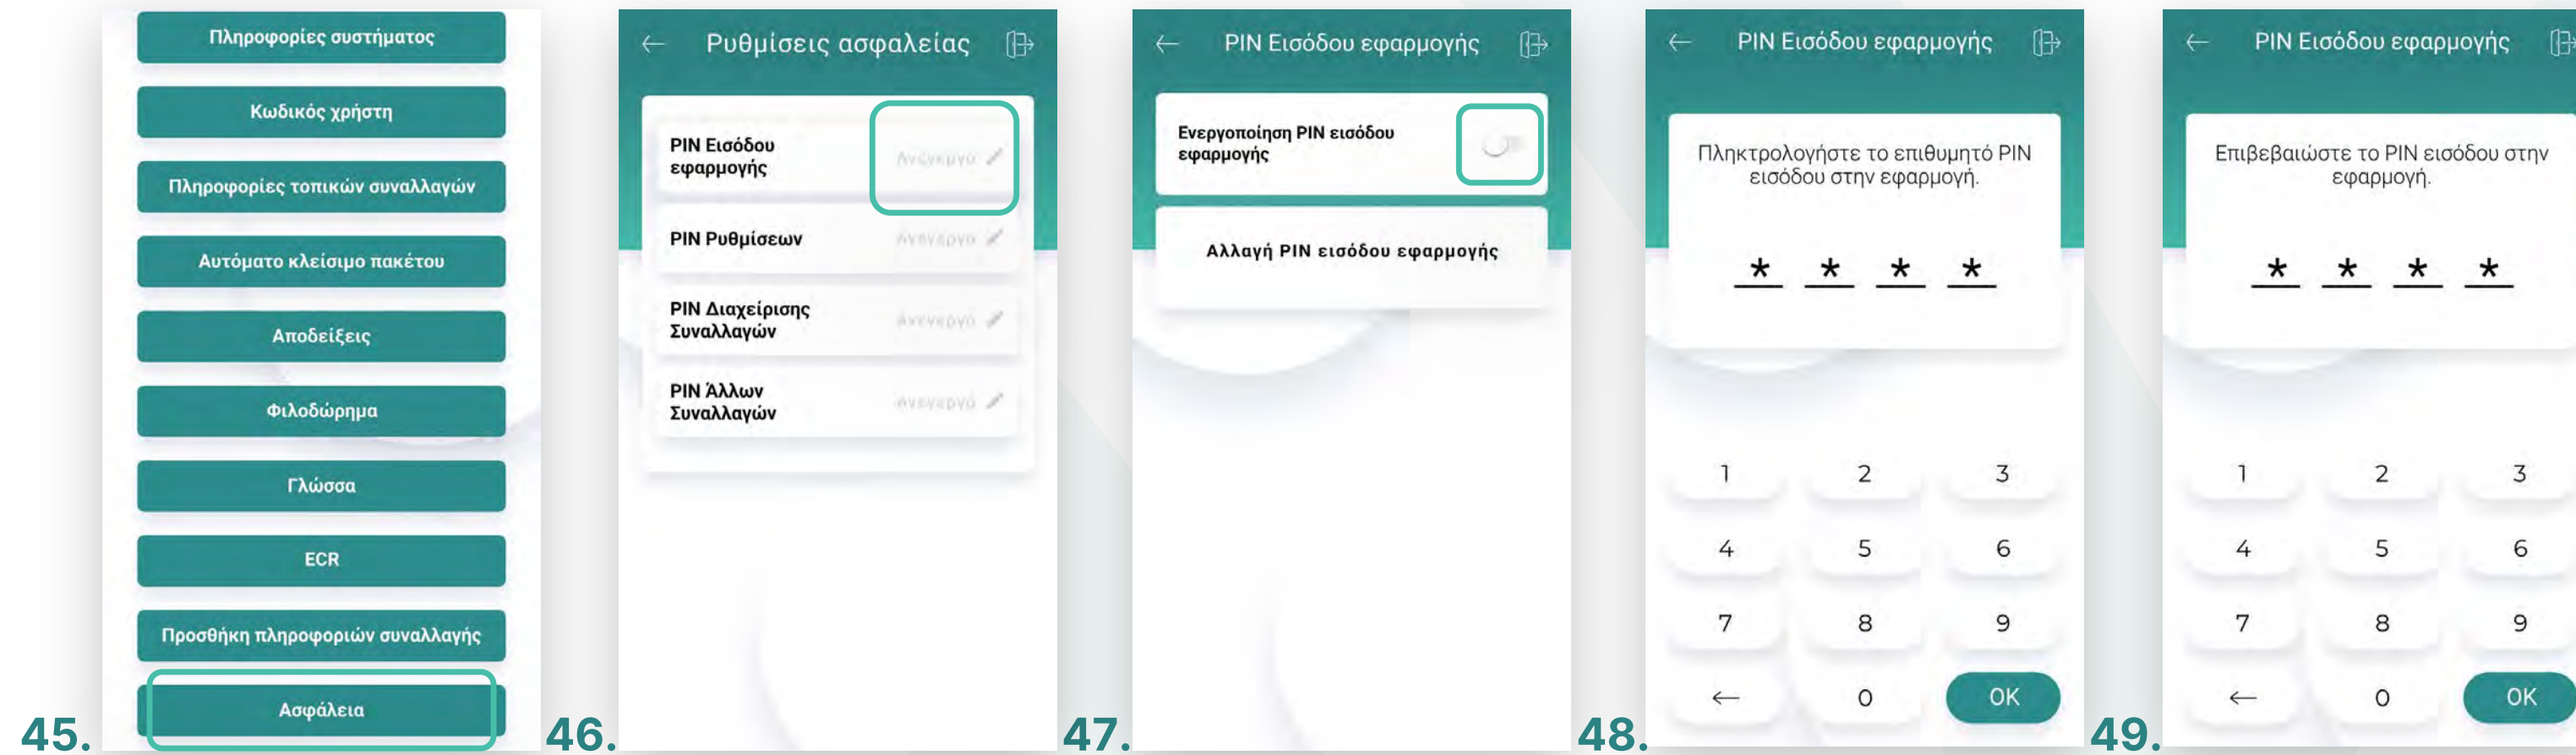 Πληροφορίες συστήματος
Κωδικός χρήστη
Πληροφορίες τοπικών συναλλαγών
Αυτόματο κλείσιμο πακέτου
Αποδείξεις
Φιλοδώρημα
Γλώσσα
ECR
Προσθήκη πληροφοριών συναλλαγής
Ασφάλεια
45.
Ρυθμίσεις ασφαλείας
PIN Εισόδου
εφαρμογής
PIN Ρυθμίσεων
PIN Διαχείρισης
Συναλλαγών
PIN Άλλων
Συναλλαγών
46.
PIN Εισόδου εφαρμογής
Ενεργοποίηση PIN εισόδου
εφαρμογής
Αλλαγή PIN εισόδου εφαρμογής
47.
PIN Εισόδου εφαρμογής
Πληκτρολογήστε το επιθυμητό PIN
εισόδου στην εφαρμογή.
* * * *
1 2 3
4 5 6
7 8 9
← 0 OK
48.
PIN Εισόδου εφαρμογής
Επιβεβαιώστε το PIN εισόδου στην
εφαρμογή.
* * * *
1 2 3
4 5 6
7 8 9
← 0 OK
49.